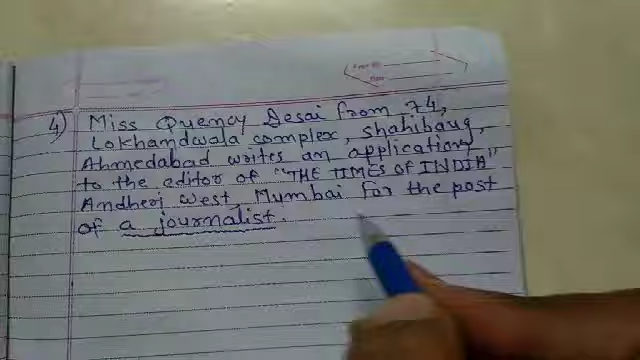 4) Miss Quency Desai from 74,
Lokhandwala complex, shahibaug,
Ahmedabad writes an application
to the editor of "THE TIMES OF INDIA"
Andheri West, Mumbai for the post
of a journalist.